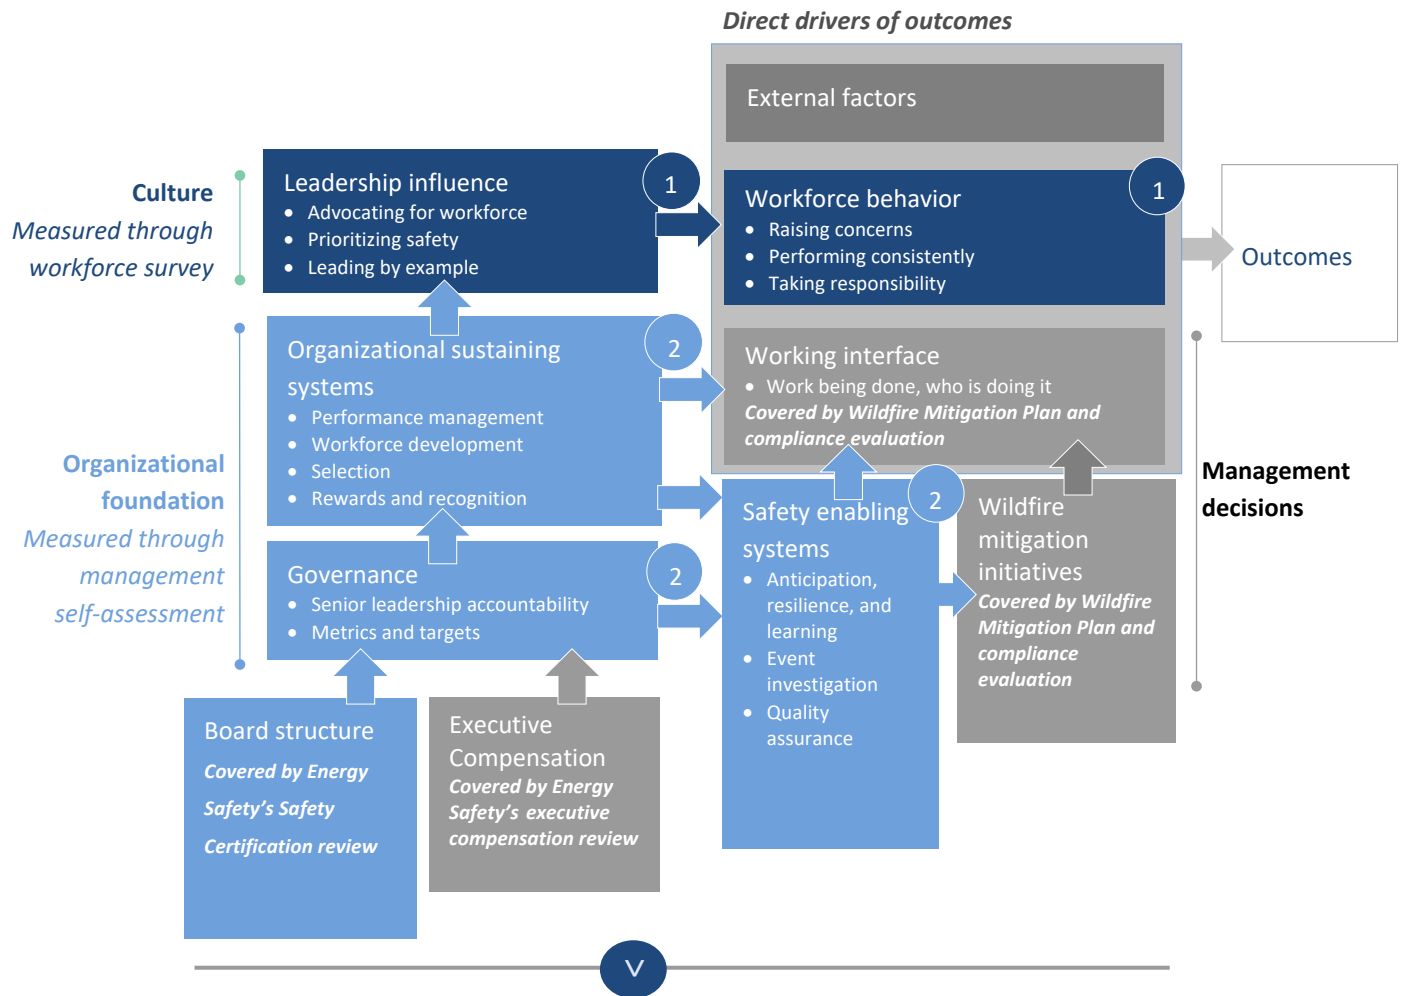 Direct drivers of outcomes
External factors
Culture
Measured through
workforce survey
Leadership influence
• Advocating for workforce
• Prioritizing safety
• Leading by example
1
Workforce behavior
• Raising concerns
• Performing consistently
• Taking responsibility
1
Outcomes
Organizational
foundation
Measured through
management
self-assessment
Organizational sustaining
systems
• Performance management
• Workforce development
• Selection
• Rewards and recognition
2
Working interface
• Work being done, who is doing it
Covered by Wildfire Mitigation Plan and
compliance evaluation
Management
decisions
Governance
• Senior leadership accountability
• Metrics and targets
2
Safety enabling
systems
• Anticipation,
resilience, and
learning
• Event
investigation
• Quality
assurance
2
Wildfire
mitigation
initiatives
Covered by Wildfire
Mitigation Plan and
compliance
evaluation
Board structure
Covered by Energy
Safety’s Safety
Certification review
Executive
Compensation
Covered by Energy
Safety’s executive
compensation review
V